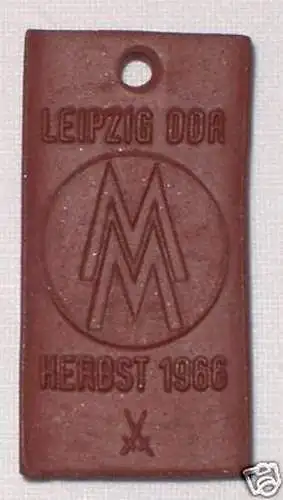 LEIPZIG DDR
MM
HERBST 1966